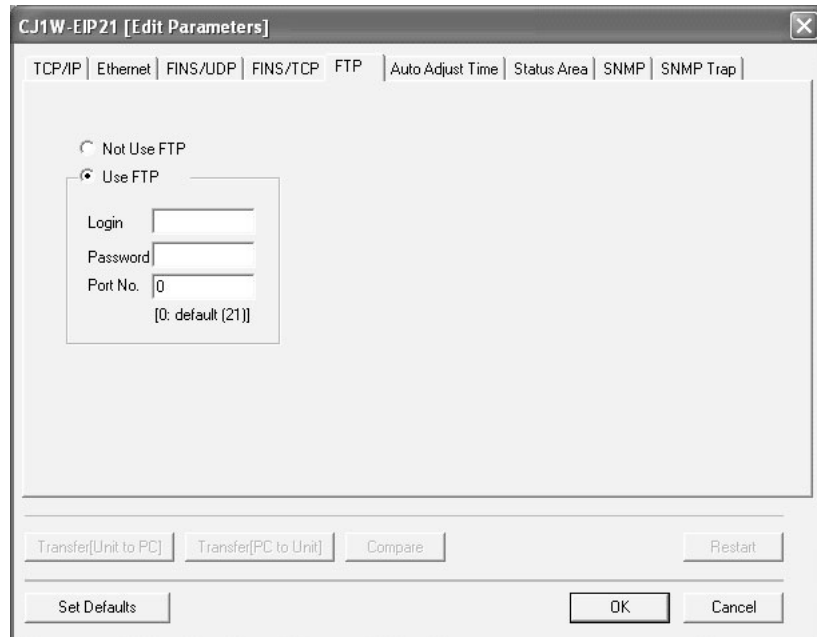 CJ1W-EIP21 [Edit Parameters]
TCP/IP Ethernet FINS/UDP FINS/TCP FTP Auto Adjust Time Status Area SNMP SNMP Trap
Not Use FTP
Use FTP
Login
Password
Port No. 0
[0: default (21)]
Transfer[Unit to PC] Transfer[PC to Unit] Compare Restart
Set Defaults OK Cancel